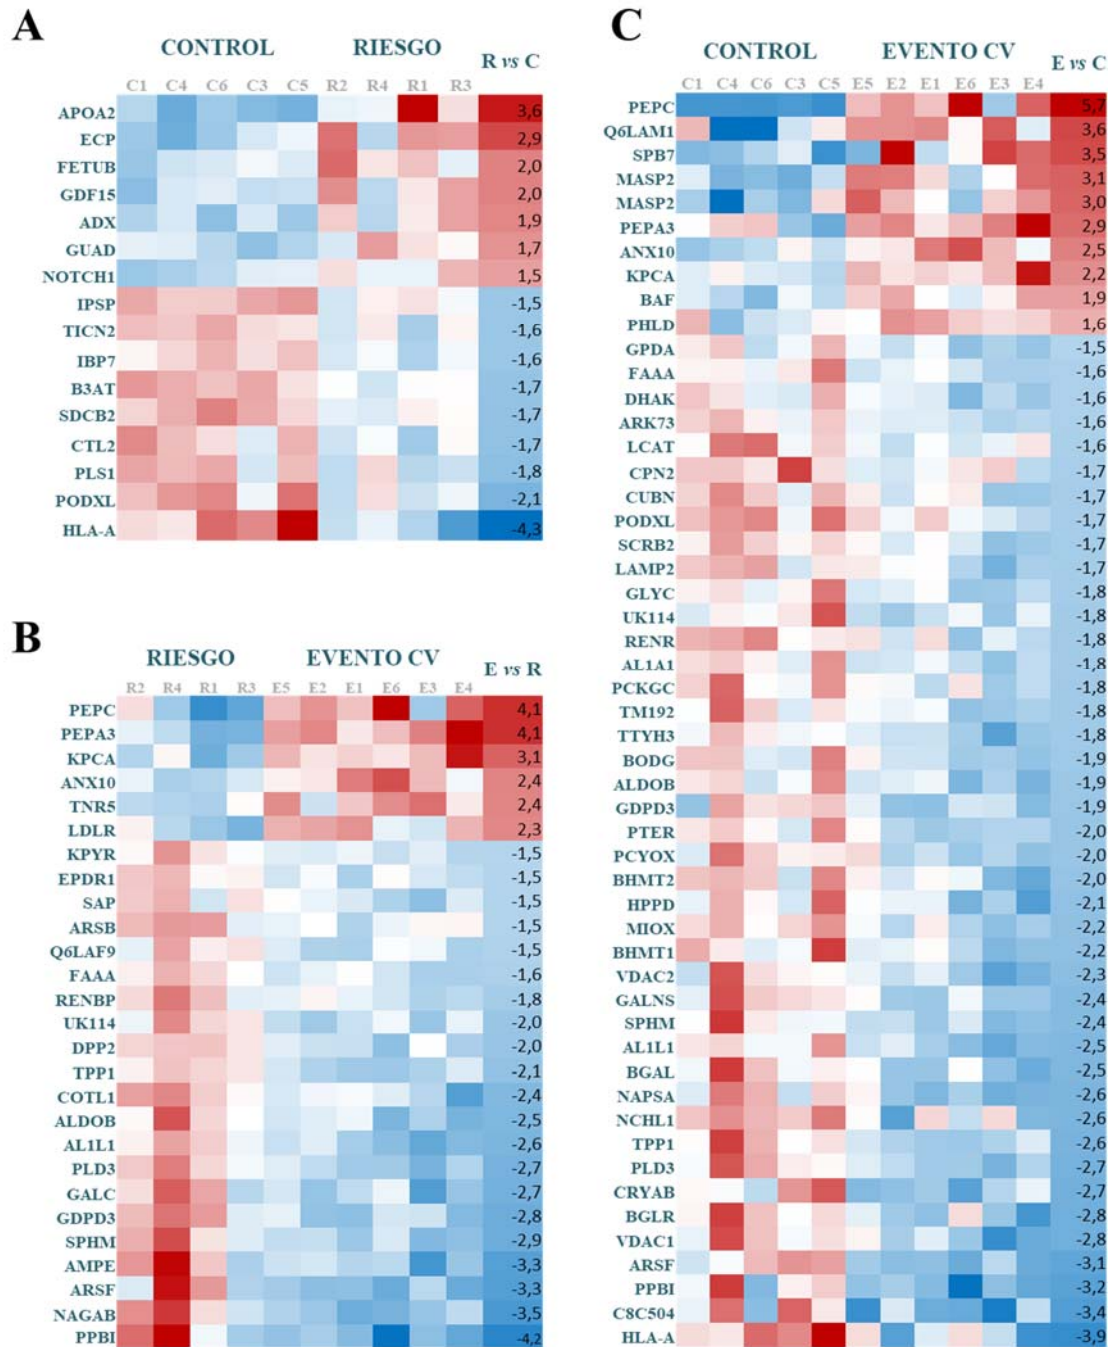 A
CONTROL RIESGO R vs C
C1 C4 C6 C3 C5 R2 R4 R1 R3
APOA2 3,6
ECP 2,9
FETUB 2,0
GDF15 2,0
ADX 1,9
GUAD 1,7
NOTCH1 1,5
IPSP -1,5
TICN2 -1,6
IBP7 -1,6
B3AT -1,7
SDCB2 -1,7
CTL2 -1,7
PLS1 -1,8
PODXL -2,1
HLA-A -4,3
B
RIESGO EVENTO CV E vs R
R2 R4 R1 R3 E5 E2 E1 E6 E3 E4
PEPC 4,1
PEPA3 4,1
KPCA 3,1
ANX10 2,4
TNR5 2,4
LDLR 2,3
KPYR -1,5
EPDR1 -1,5
SAP -1,5
ARSB -1,5
Q6LAF9 -1,5
FAAA -1,6
RENBP -1,8
UK114 -2,0
DPP2 -2,0
TPP1 -2,1
COTL1 -2,4
ALDOB -2,5
AL1L1 -2,6
PLD3 -2,7
GALC -2,7
GDPD3 -2,8
SPHM -2,9
AMPE -3,3
ARSF -3,3
NAGAB -3,5
PPBI -4,2
C
CONTROL EVENTO CV E vs C
C1 C4 C6 C3 C5 E5 E2 E1 E6 E3 E4
PEPC 5,7
Q6LAM1 3,6
SPB7 3,5
MASP2 3,1
MASP2 3,0
PEPA3 2,9
ANX10 2,5
KPCA 2,2
BAF 1,9
PHLD 1,6
GPDA -1,5
FAAA -1,6
DHAK -1,6
ARK73 -1,6
LCAT -1,6
CPN2 -1,7
CUBN -1,7
PODXL -1,7
SCRB2 -1,7
LAMP2 -1,7
GLYC -1,8
UK114 -1,8
RENR -1,8
AL1A1 -1,8
PCKGC -1,8
TM192 -1,8
TTYH3 -1,8
BODG -1,9
ALDOB -1,9
GDPD3 -1,9
PTER -2,0
PCYOX -2,0
BHMT2 -2,0
HPPD -2,1
MIOX -2,2
BHMT1 -2,2
VDAC2 -2,3
GALNS -2,4
SPHM -2,4
AL1L1 -2,5
BGAL -2,5
NAPSA -2,6
NCHL1 -2,6
TPP1 -2,6
PLD3 -2,7
CRYAB -2,7
BGLR -2,8
VDAC1 -2,8
ARSF -3,1
PPBI -3,2
C8C504 -3,4
HLA-A -3,9